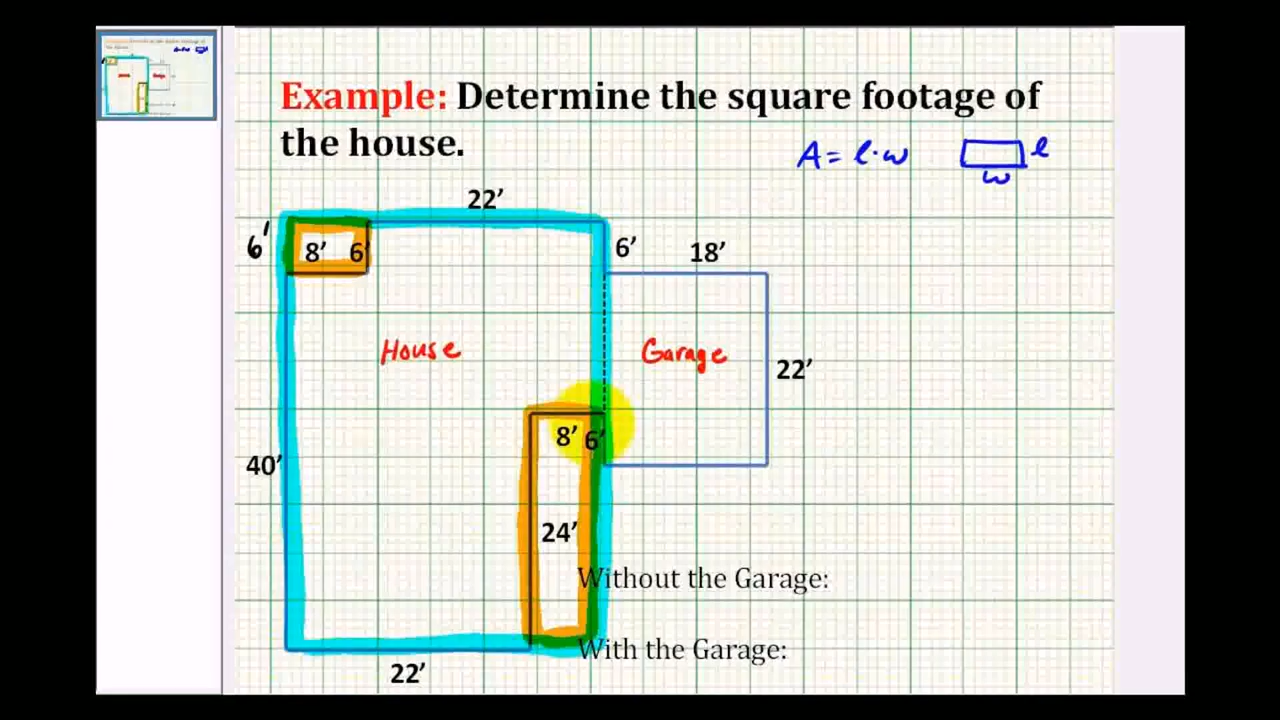 Example: Determine the square footage of
the house.
A = l·w
l
w
22'
6'
8' 6'
6'
18'
House
Garage
22'
8' 6'
40'
24'
Without the Garage:
With the Garage:
22'